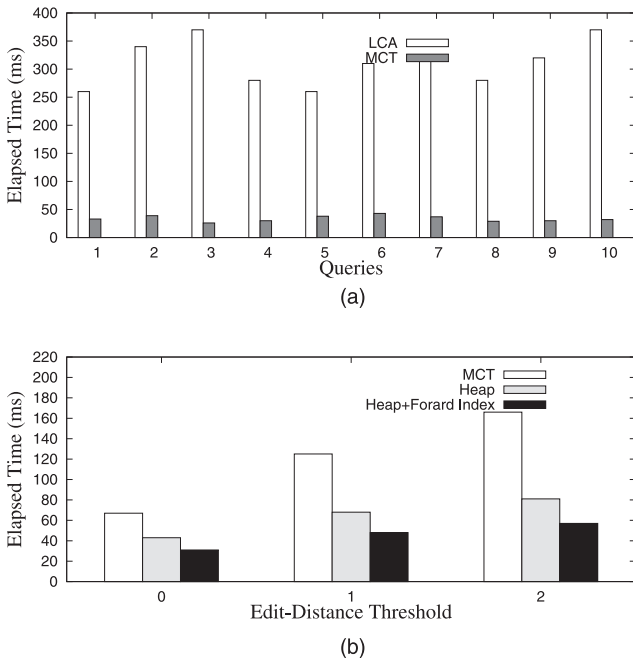 400
350
300
250
200
150
100
50
0
Elapsed Time (ms)
LCA
MCT
1 2 3 4 5 6 7 8 9 10
Queries
(a)
220
200
180
160
140
120
100
80
60
40
20
0
Elapsed Time (ms)
MCT
Heap
Heap+Forard Index
0 1 2
Edit-Distance Threshold
(b)